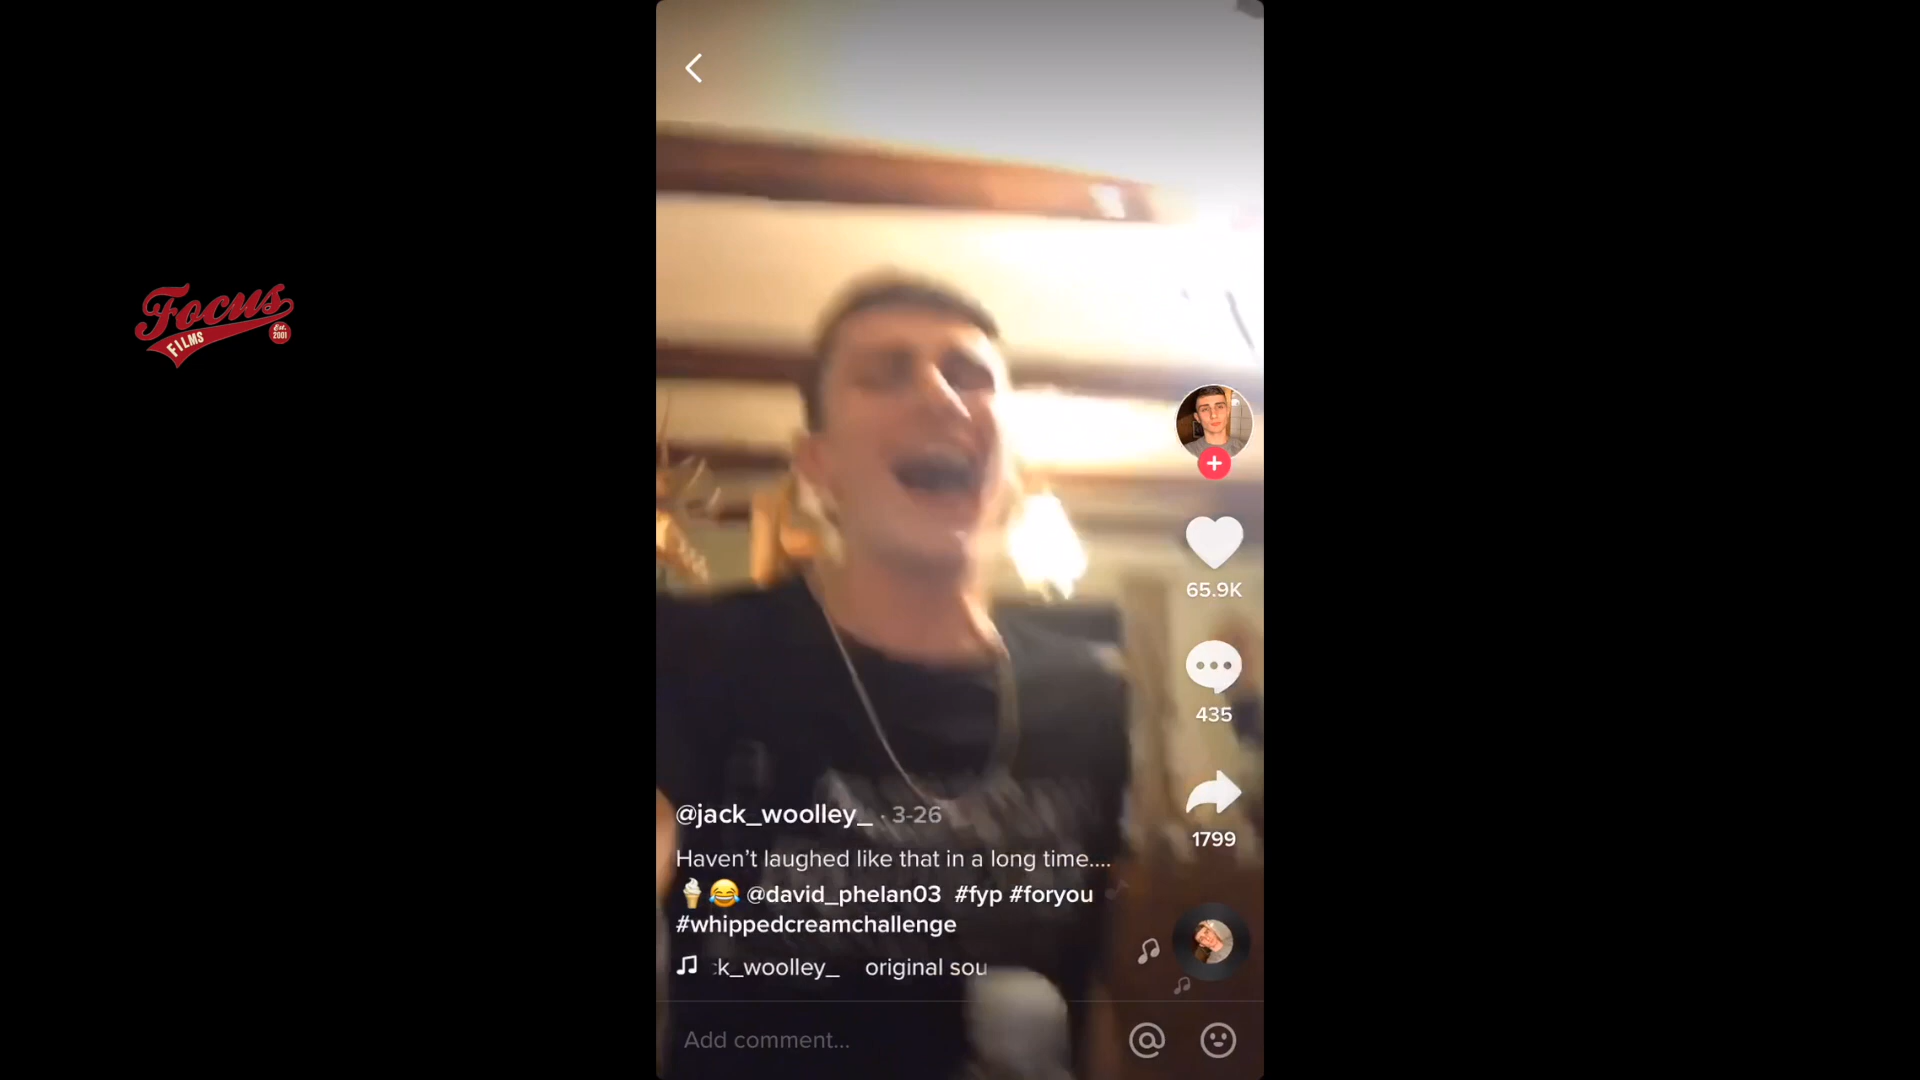 Focus
FILMS
Est.
2001
65.9K
435
1799
@jack_woolley_ · 3-26
Haven’t laughed like that in a long time....
🍦😂 @david_phelan03 #fyp #foryou
#whippedcreamchallenge
ck_woolley_ original sou
Add comment...